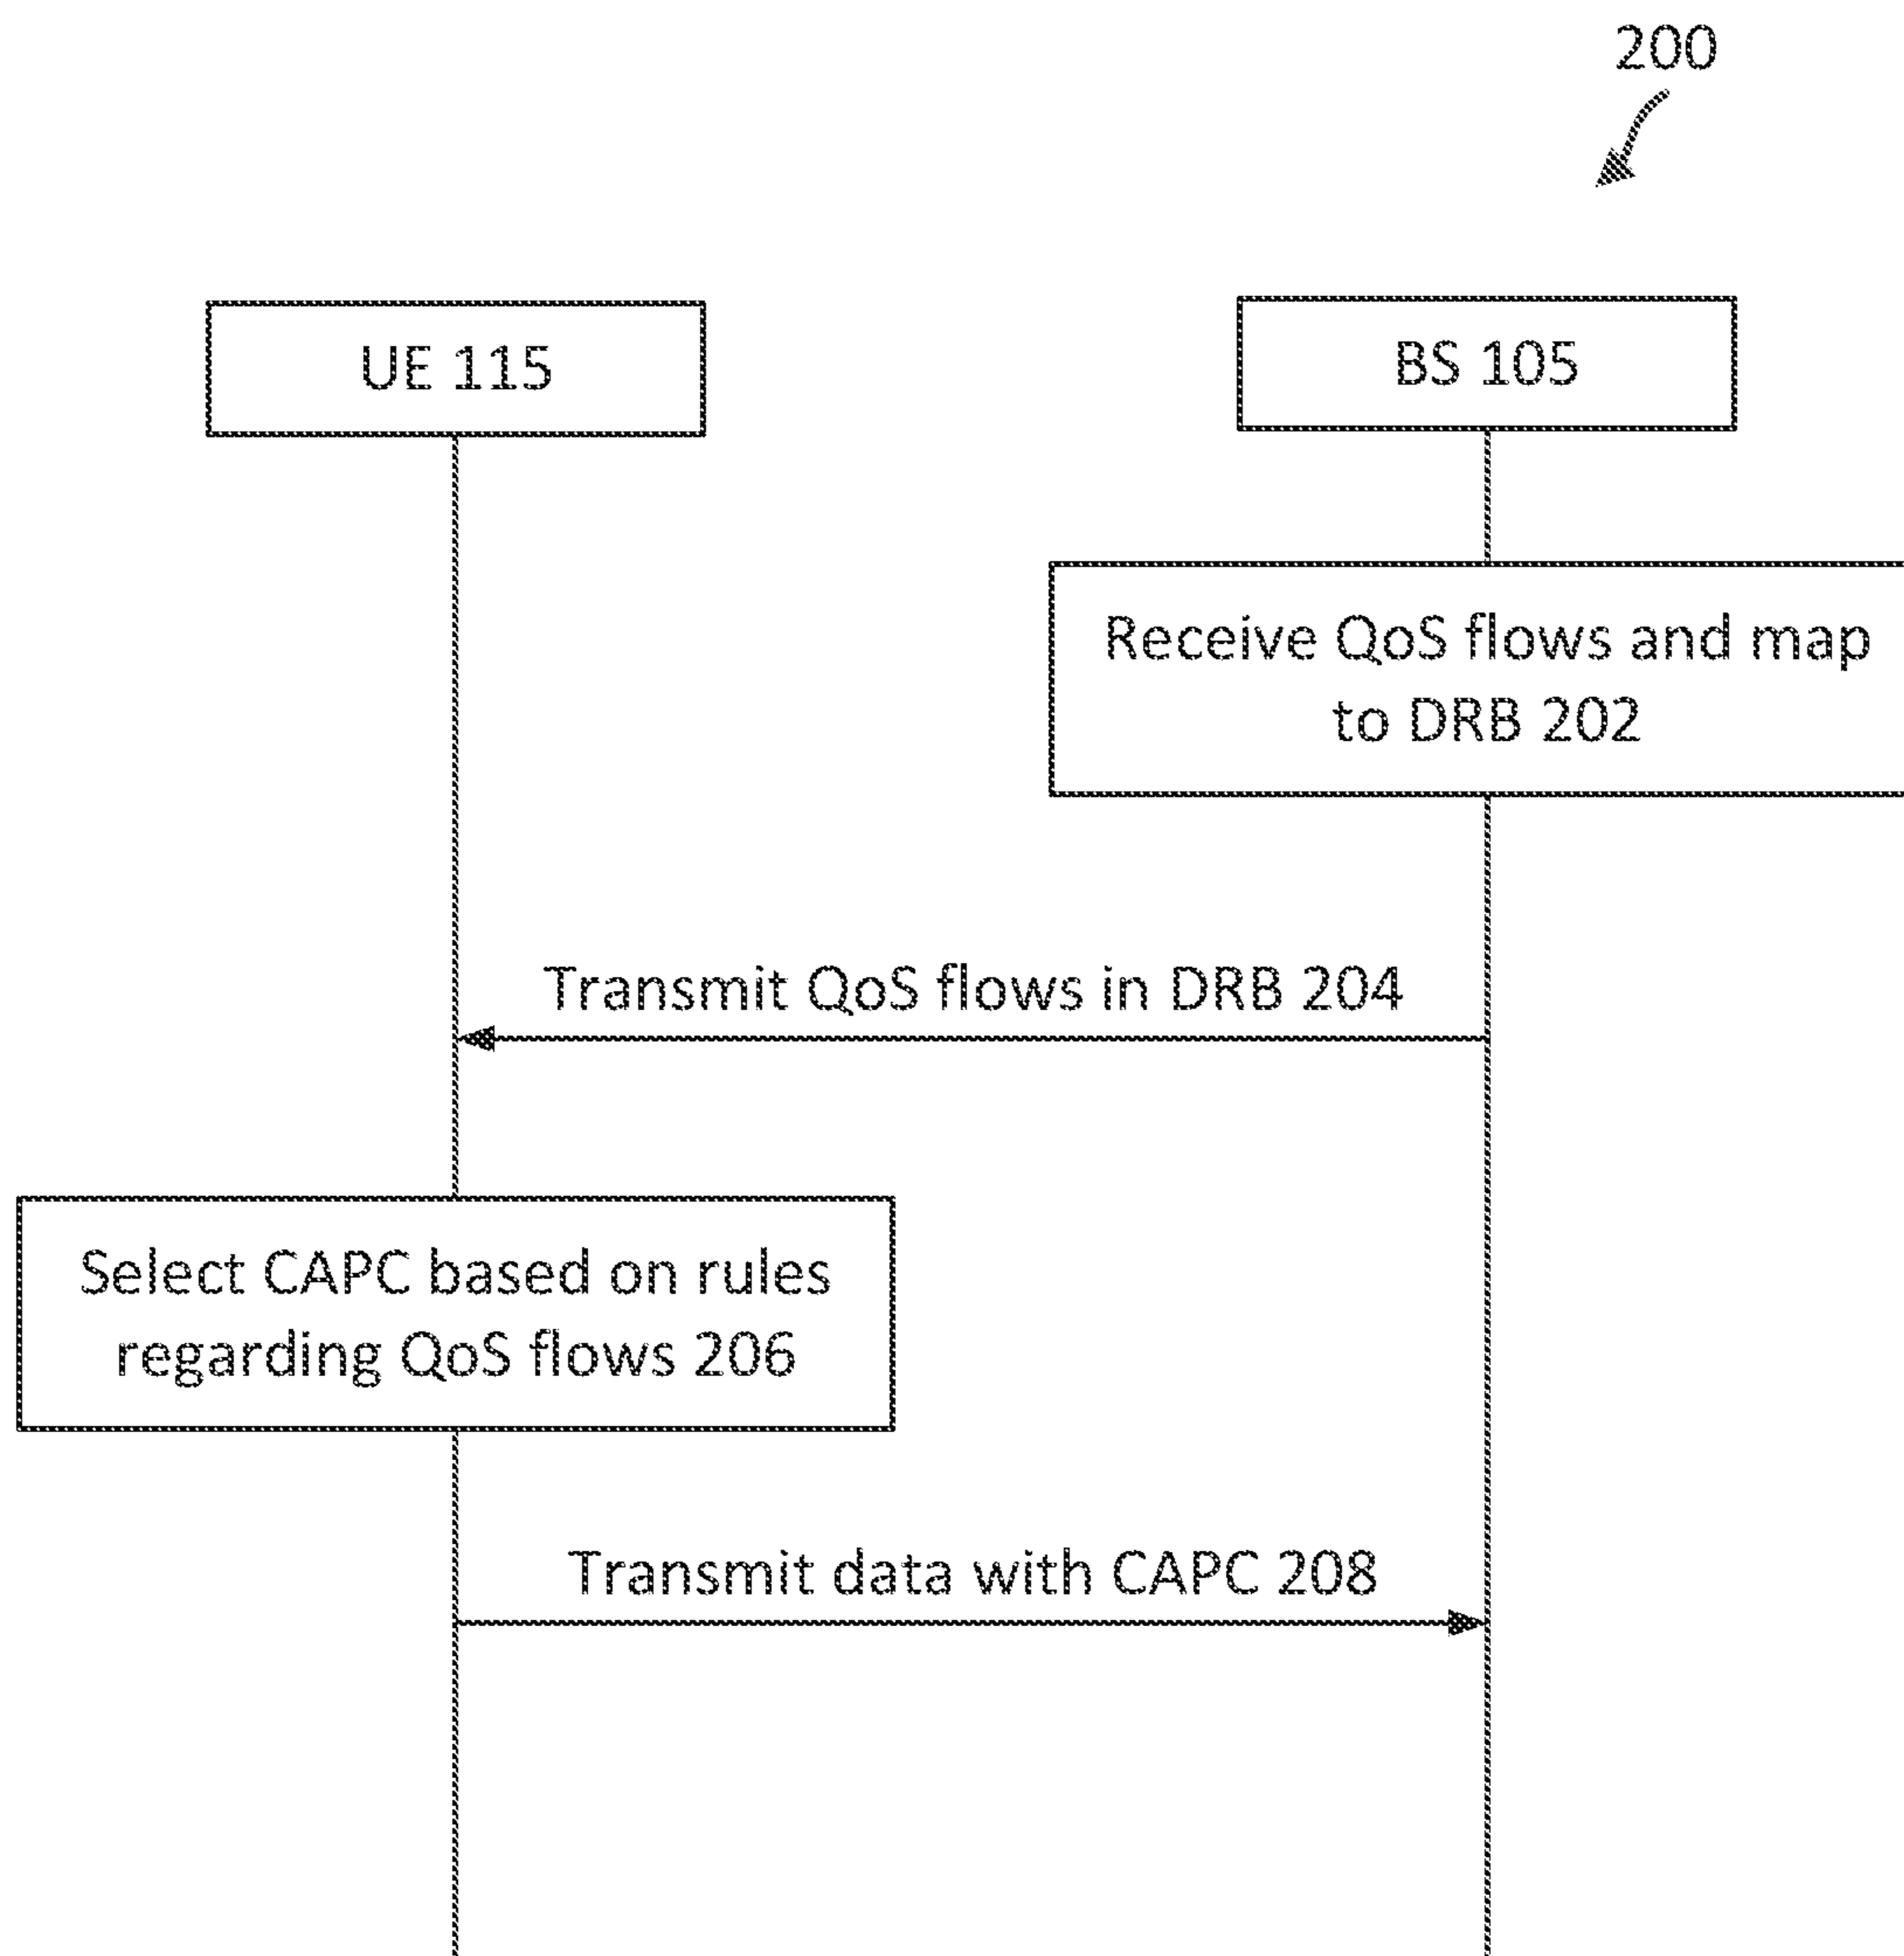 200
UE 115
BS 105
Receive QoS flows and map
to DRB 202
Transmit QoS flows in DRB 204
Select CAPC based on rules
regarding QoS flows 206
Transmit data with CAPC 208